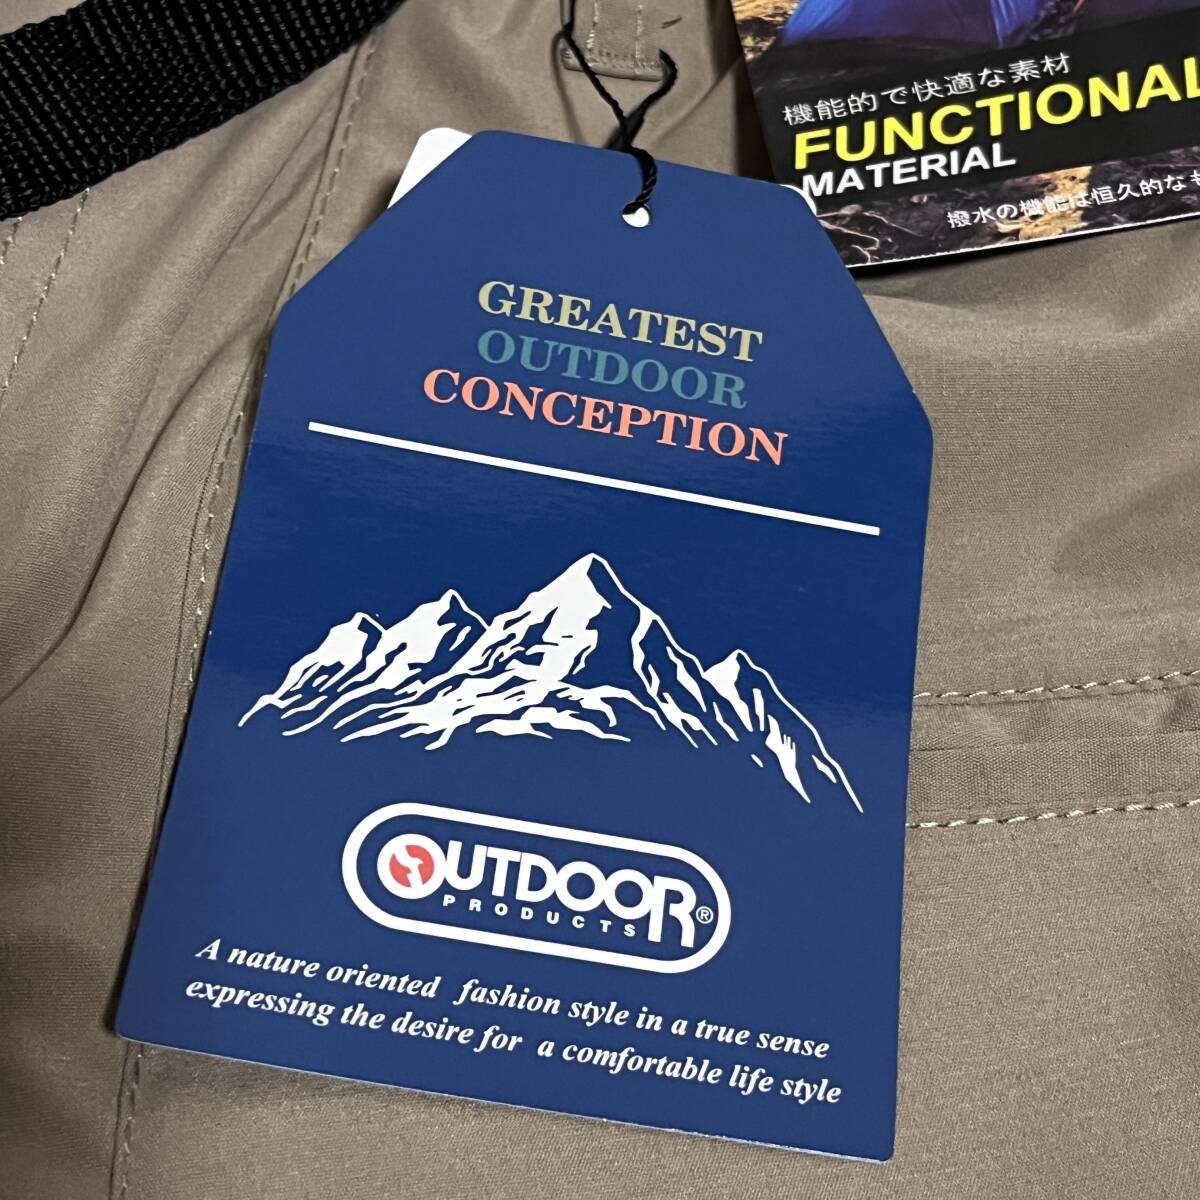 機能的で快適な素材
FUNCTIONAL
MATERIAL
撥水の機能は恒久的なも
GREATEST
OUTDOOR
CONCEPTION
OUTDOOR®
PRODUCTS
A nature oriented fashion style in a true sense
expressing the desire for a comfortable life style